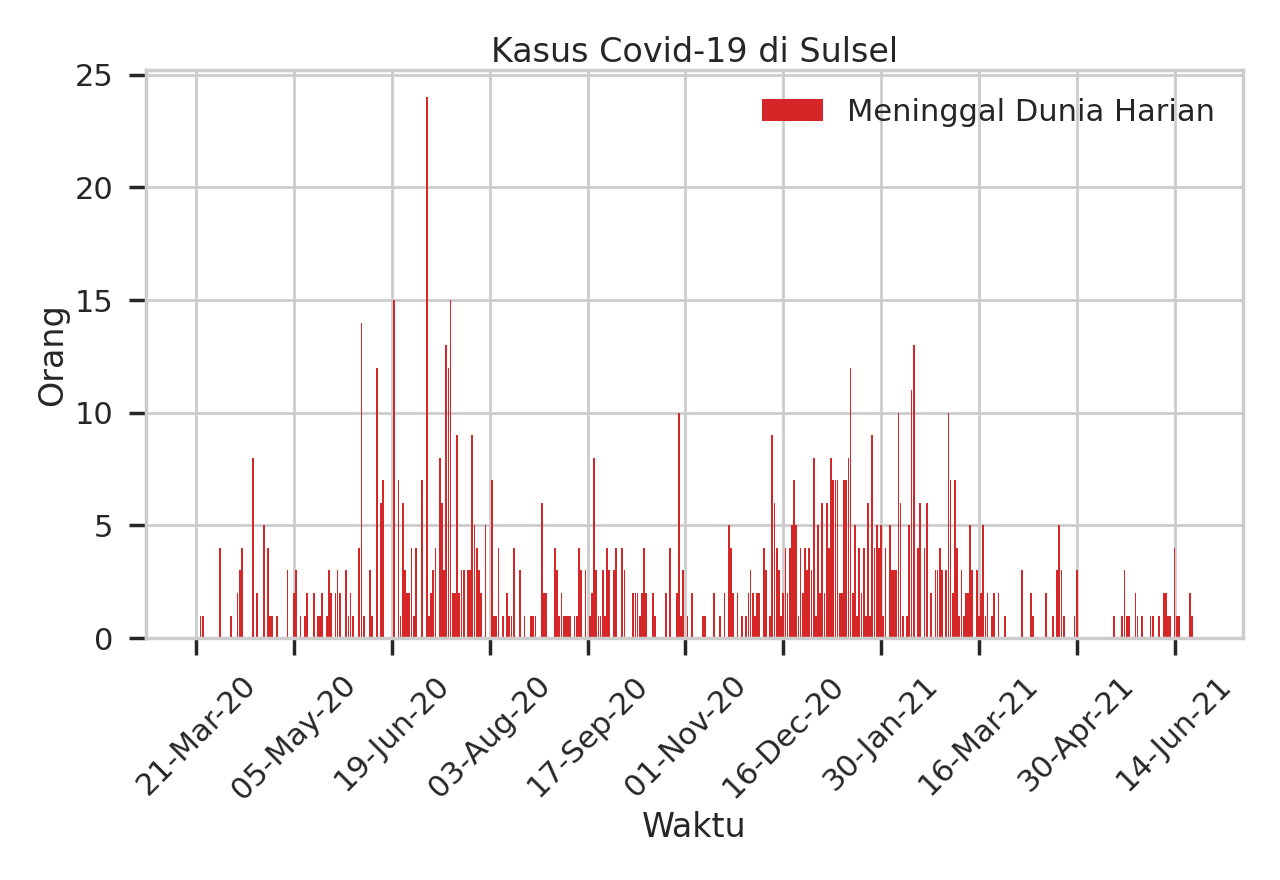 Kasus Covid-19 di Sulsel
Meninggal Dunia Harian
Orang
25
20
15
10
5
0
21-Mar-20
05-May-20
19-Jun-20
03-Aug-20
17-Sep-20
01-Nov-20
16-Dec-20
30-Jan-21
16-Mar-21
30-Apr-21
14-Jun-21
Waktu